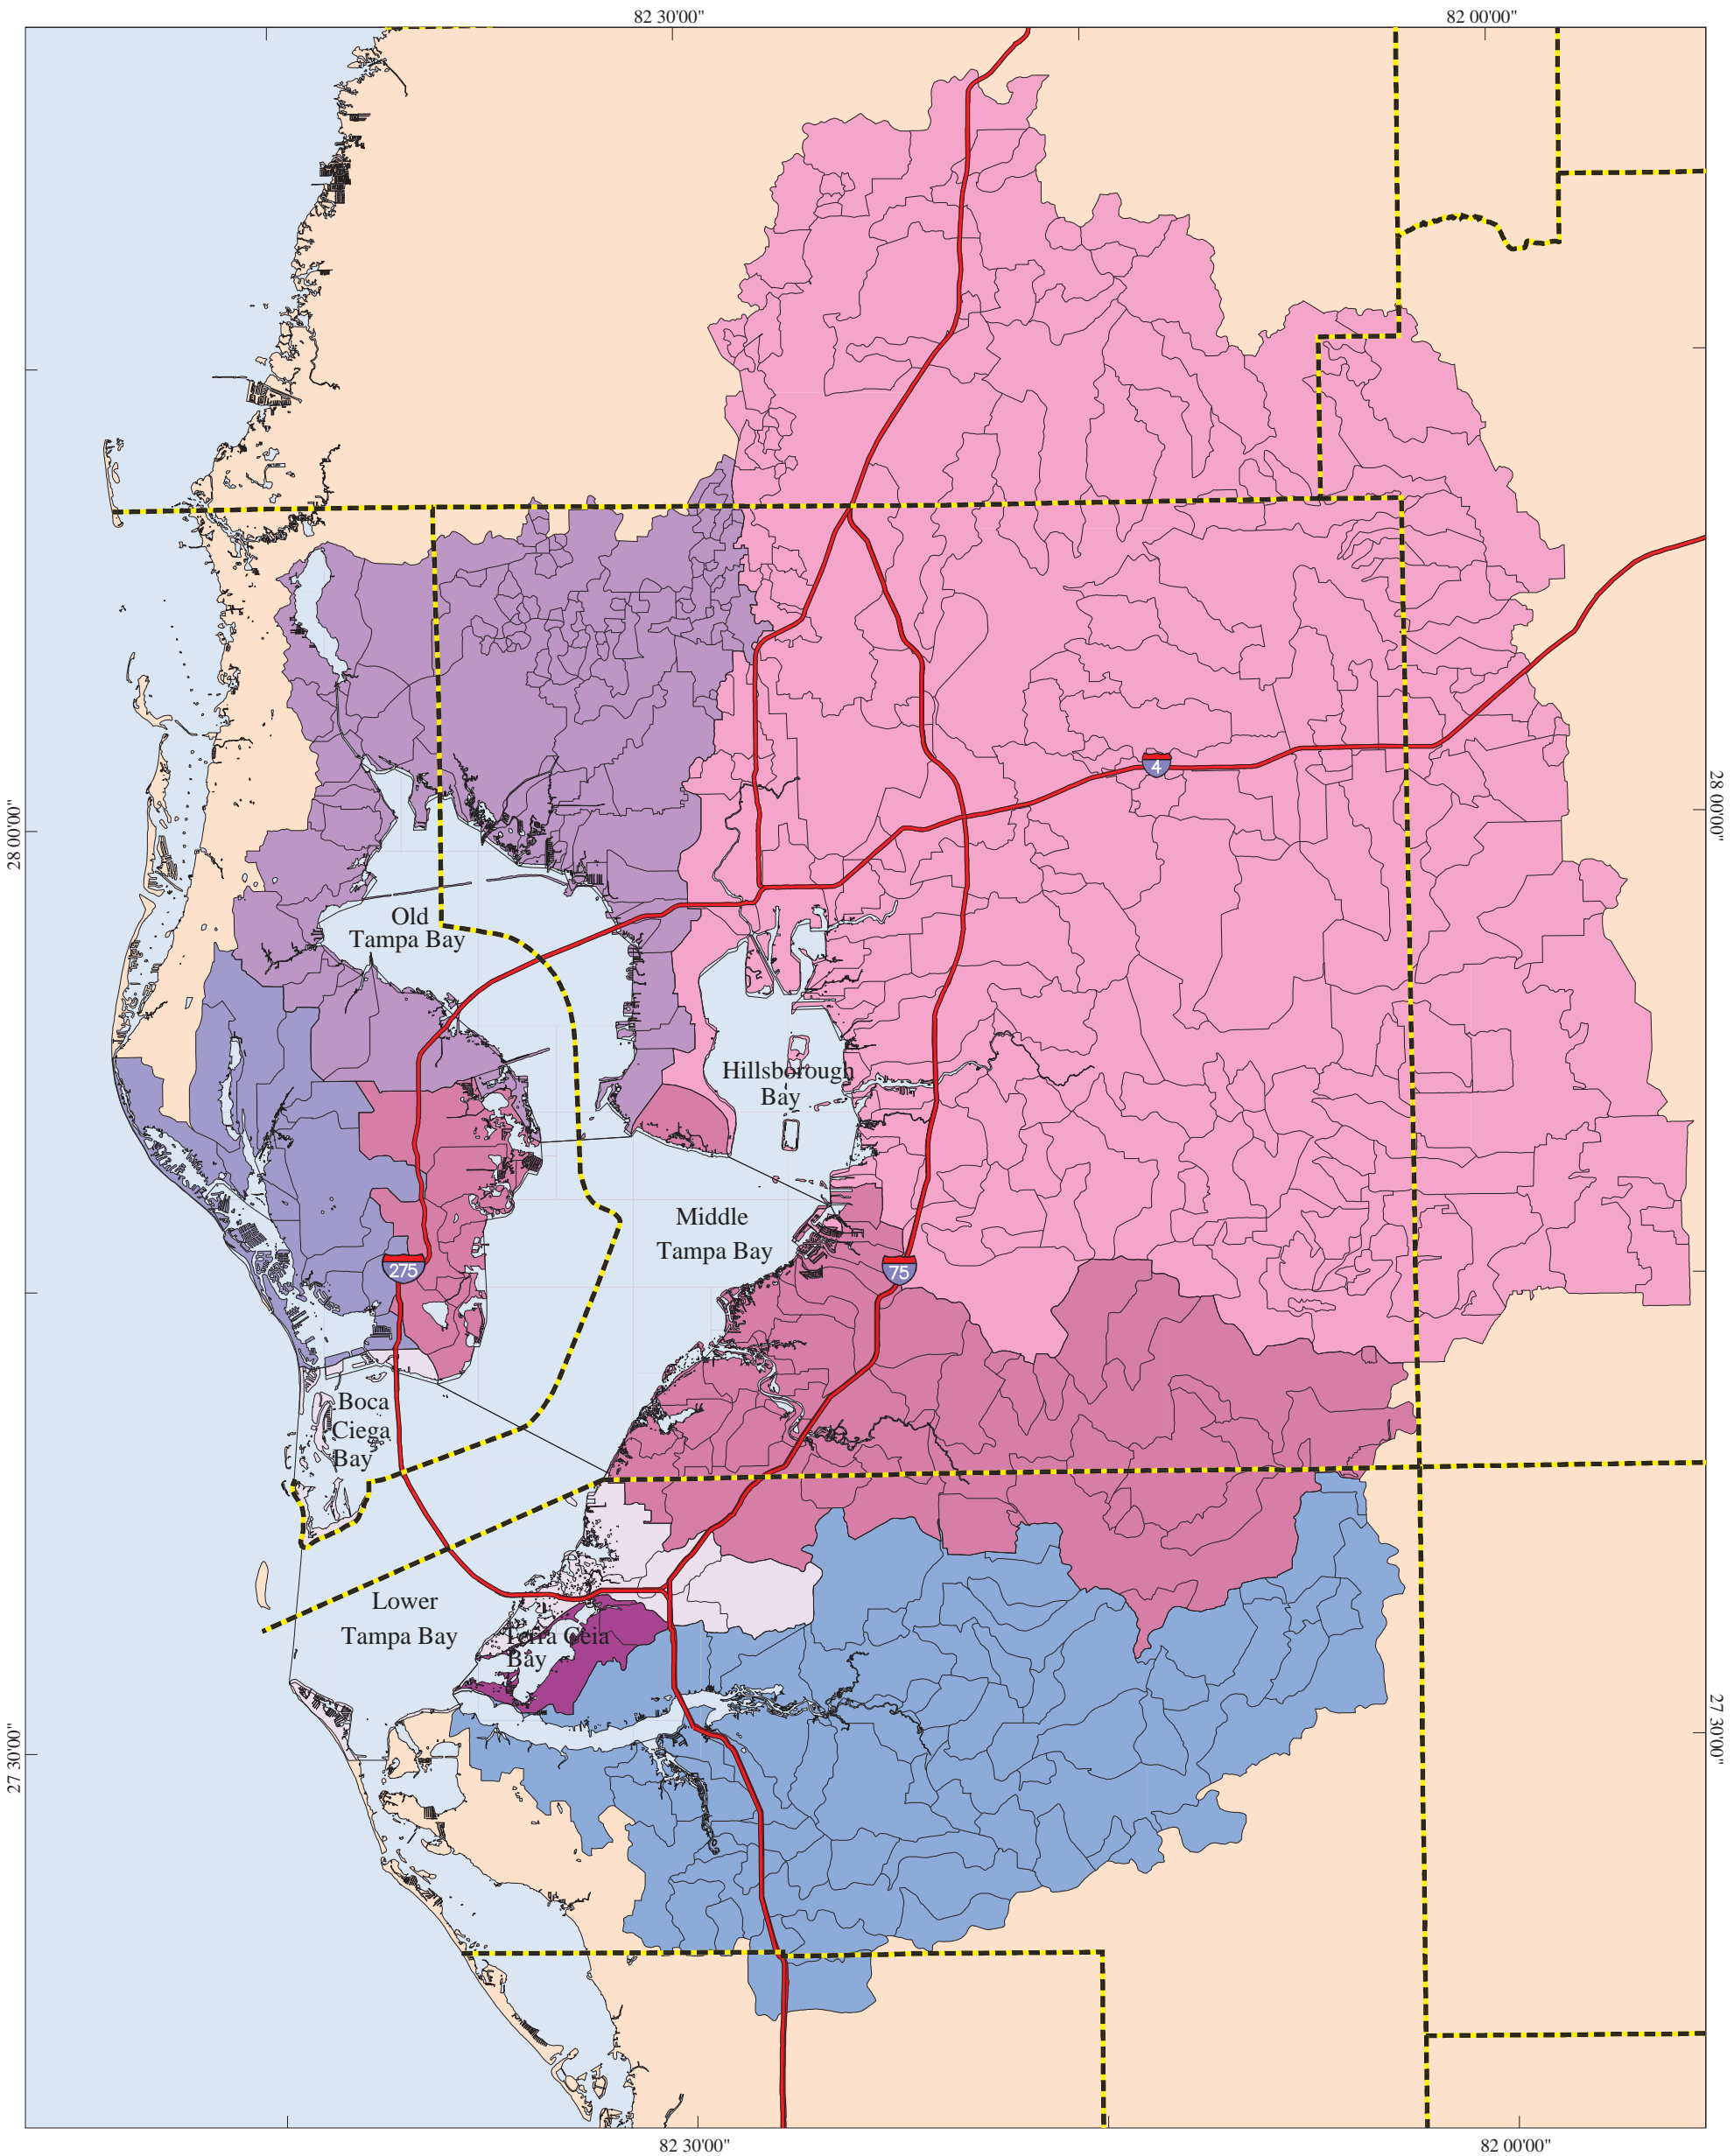 82 30'00"
82 00'00"
4
28 00'00"
28 00'00"
Old
Tampa Bay
Hillsborough
Bay
Middle
Tampa Bay
275
75
Boca
Ciega
Bay
Lower
Tampa Bay
Terra Ceia
Bay
27 30'00"
27 30'00"
82 30'00"
82 00'00"